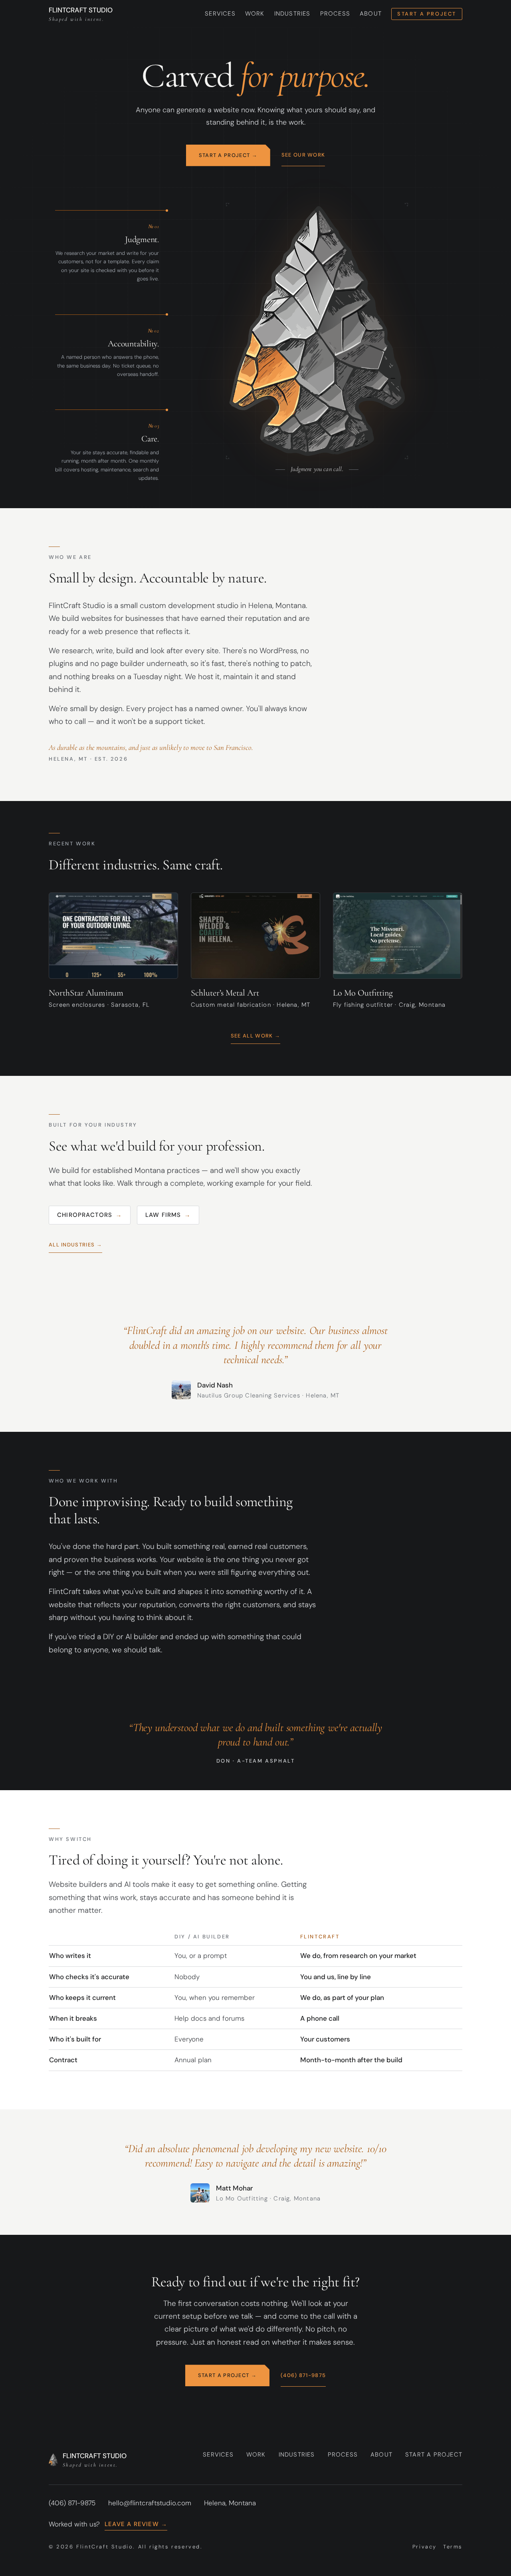 FLINTCRAFT STUDIO
Shaped with intent.
SERVICES WORK INDUSTRIES PROCESS ABOUT START A PROJECT
Carved for purpose.
Anyone can generate a website now. Knowing what yours should say, and
standing behind it, is the work.
START A PROJECT →
SEE OUR WORK
№ 01
Judgment.
We research your market and write for your
customers, not for a template. Every claim
on your site is checked with you before it
goes live.
№ 02
Accountability.
A named person who answers the phone,
the same business day. No ticket queue, no
overseas handoff.
№ 03
Care.
Your site stays accurate, findable and
running, month after month. One monthly
bill covers hosting, maintenance, search and
updates.
Judgment you can call.
WHO WE ARE
Small by design. Accountable by nature.
FlintCraft Studio is a small custom development studio in Helena, Montana.
We build websites for businesses that have earned their reputation and are
ready for a web presence that reflects it.
We research, write, build and look after every site. There's no WordPress, no
plugins and no page builder underneath, so it's fast, there's nothing to patch,
and nothing breaks on a Tuesday night. We host it, maintain it and stand
behind it.
We're small by design. Every project has a named owner. You'll always know
who to call — and it won't be a support ticket.
As durable as the mountains, and just as unlikely to move to San Francisco.
HELENA, MT · EST. 2026
RECENT WORK
Different industries. Same craft.
ONE CONTRACTOR FOR ALL
OF YOUR OUTDOOR LIVING.
0 125+ 55+ 100%
SHAPED,
WELDED &
COATED
IN HELENA.
The Missouri.
Local guides.
No pretense.
NorthStar Aluminum
Screen enclosures · Sarasota, FL
Schluter's Metal Art
Custom metal fabrication · Helena, MT
Lo Mo Outfitting
Fly fishing outfitter · Craig, Montana
SEE ALL WORK →
BUILT FOR YOUR INDUSTRY
See what we'd build for your profession.
We build for established Montana practices — and we'll show you exactly
what that looks like. Walk through a complete, working example for your field.
CHIROPRACTORS →
LAW FIRMS →
ALL INDUSTRIES →
“FlintCraft did an amazing job on our website. Our business almost
doubled in a month's time. I highly recommend them for all your
technical needs.”
David Nash
Nautilus Group Cleaning Services · Helena, MT
WHO WE WORK WITH
Done improvising. Ready to build something
that lasts.
You've done the hard part. You built something real, earned real customers,
and proven the business works. Your website is the one thing you never got
right — or the one thing you built when you were still figuring everything out.
FlintCraft takes what you've built and shapes it into something worthy of it. A
website that reflects your reputation, converts the right customers, and stays
sharp without you having to think about it.
If you've tried a DIY or AI builder and ended up with something that could
belong to anyone, we should talk.
“They understood what we do and built something we're actually
proud to hand out.”
DON · A-TEAM ASPHALT
WHY SWITCH
Tired of doing it yourself? You're not alone.
Website builders and AI tools make it easy to get something online. Getting
something that wins work, stays accurate and has someone behind it is
another matter.
DIY / AI BUILDER FLINTCRAFT
Who writes it You, or a prompt We do, from research on your market
Who checks it's accurate Nobody You and us, line by line
Who keeps it current You, when you remember We do, as part of your plan
When it breaks Help docs and forums A phone call
Who it's built for Everyone Your customers
Contract Annual plan Month-to-month after the build
“Did an absolute phenomenal job developing my new website. 10/10
recommend! Easy to navigate and the detail is amazing!”
Matt Mohar
Lo Mo Outfitting · Craig, Montana
Ready to find out if we're the right fit?
The first conversation costs nothing. We'll look at your
current setup before we talk — and come to the call with a
clear picture of what we'd do differently. No pitch, no
pressure. Just an honest read on whether it makes sense.
START A PROJECT →
(406) 871-9875
FLINTCRAFT STUDIO
Shaped with intent.
SERVICES WORK INDUSTRIES PROCESS ABOUT START A PROJECT
(406) 871-9875 hello@flintcraftstudio.com Helena, Montana
Worked with us? LEAVE A REVIEW →
© 2026 FlintCraft Studio. All rights reserved.
Privacy Terms